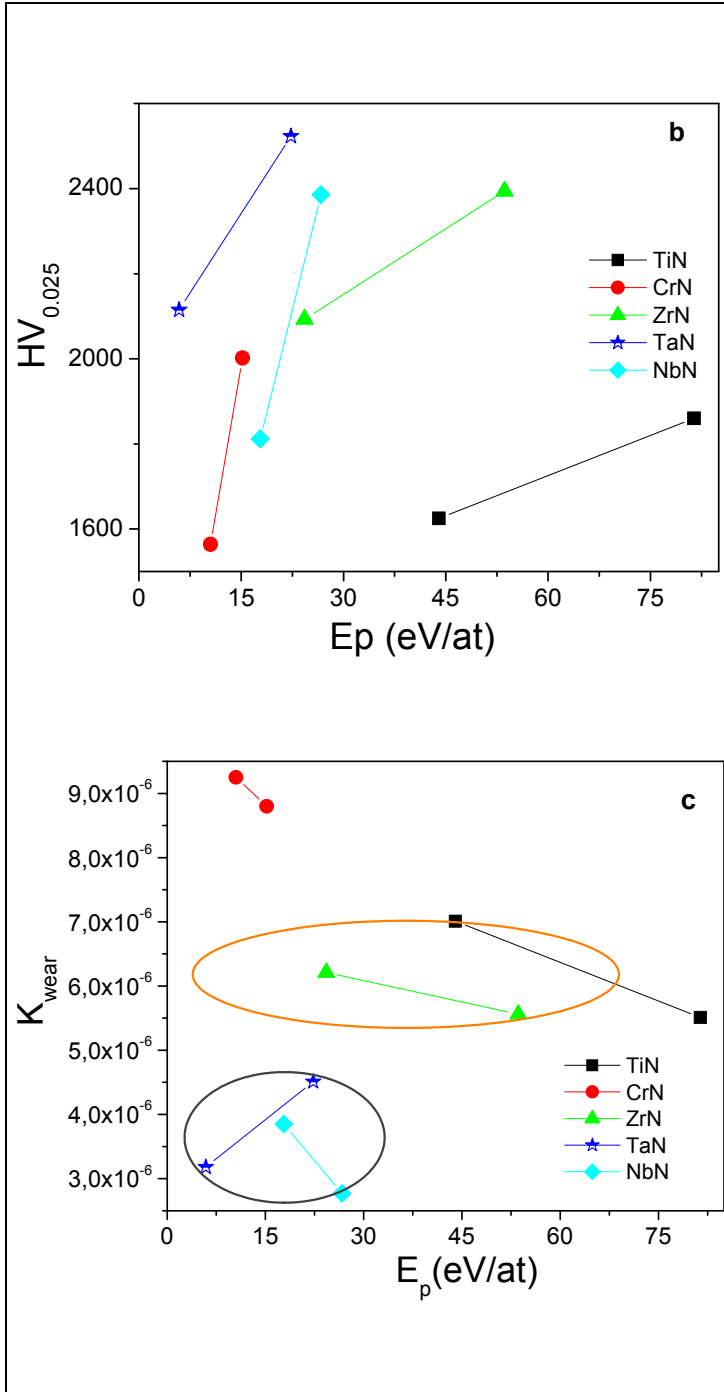 b
2400
2000
1600
HV0.025
TiN
CrN
ZrN
TaN
NbN
0 15 30 45 60 75
Ep (eV/at)
c
9,0x10-6
8,0x10-6
7,0x10-6
6,0x10-6
5,0x10-6
4,0x10-6
3,0x10-6
Kwear
TiN
CrN
ZrN
TaN
NbN
0 15 30 45 60 75
Ep(eV/at)